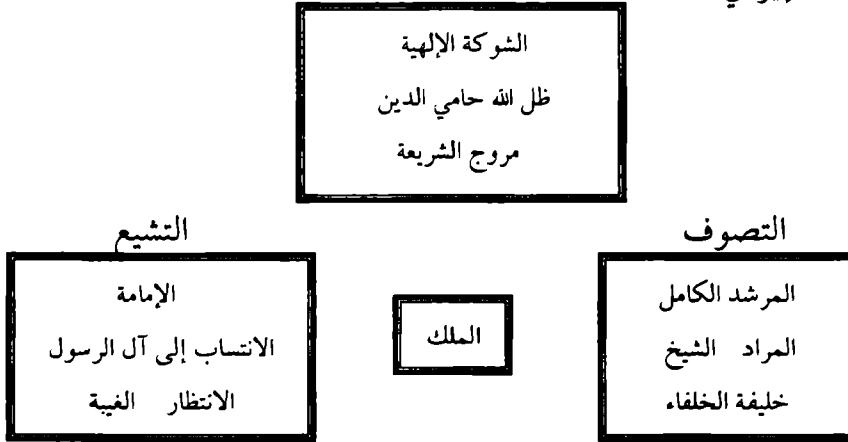 الشوكة الإلهية
ظل الله حامي الدين
مروج الشريعة
التصوف
المرشد الكامل
المراد الشيخ
خليفة الخلفاء
الملك
التشيع
الإمامة
الانتساب إلى آل الرسول
الانتظار الغيبة